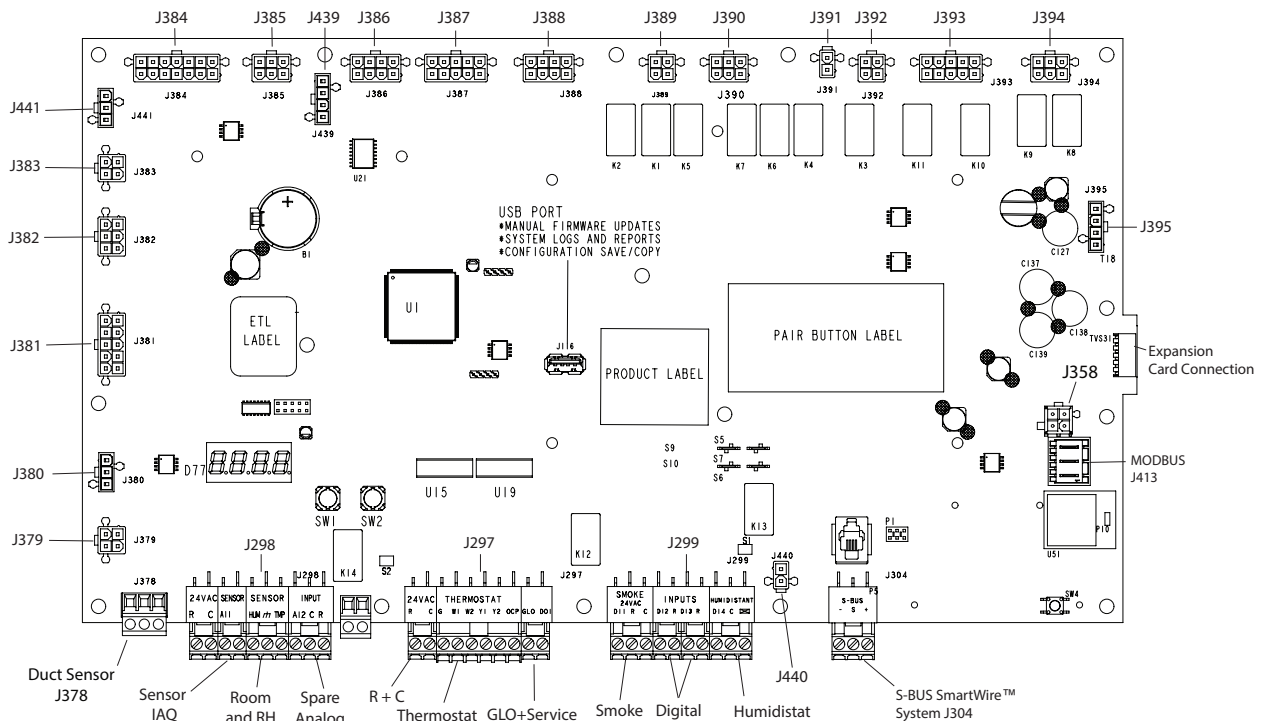 J384 J385 J439 J386 J387 J388 J389 J390 J391 J392 J393 J394
J384 J385 J439 J386 J387 J388 J389 J390 J391 J392 J393 J394
J441 J441
K2 K1 K5 K7 K6 K4 K3 K11 K10 K9 K8
J383 J383
U21
J395
J382 J382
B1
USB PORT
*MANUAL FIRMWARE UPDATES
*SYSTEM LOGS AND REPORTS
*CONFIGURATION SAVE/COPY
C127 T18 J395
C137
C138
C139
TVS31
Expansion
Card Connection
J381 J381
ETL
LABEL
U1
J116
PRODUCT LABEL
PAIR BUTTON LABEL
J358
MODBUS
J413
J380 J380
D77
8.8.8.8.
U15 U19
S9 S5
S10 S7
S6
SW1 SW2
K13
P1
P10
U51
J379 J379
J298 J297 J299
K14 S2 K12 S1
J378 J298 J297 J299 J440 J304 P5
SW4
24VAC SENSOR SENSOR INPUT
R C AI1 HUM TMP AI2 C R
24VAC THERMOSTAT
R C G W1 W2 Y1 Y2 OCP GLO DO1
SMOKE INPUTS HUMIDISTANT
24VAC
DI1 R C DI2 R DI3 R DI4 C
S-BUS
- S +
Duct Sensor
J378
Sensor
IAQ
Room
and RH
Spare
Analog
R + C
Thermostat
GLO+Service
Smoke
Digital
Humidistat
J440
S-BUS SmartWire™
System J304